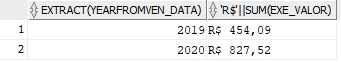 EXTRACT(YEARFROMVEN_DATA) 'R$'||SUM(EXE_VALOR)
1 2019 R$ 454,09
2 2020 R$ 827,52